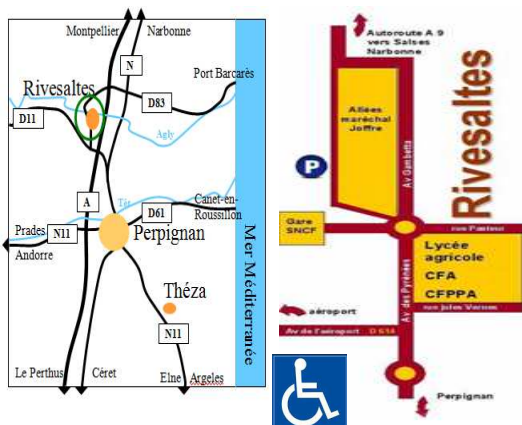 Montpellier
Narbonne
N
Port Barcarès
Rivesaltes
D83
D11
Agly
A
Têt
D61
Canet-en-
Roussillon
Prades
N11
Perpignan
Andorre
Théza
N11
Le Perthus
Céret
Elne
Argeles
Mer Méditerranée
Autoroute A 9
vers Salses
Narbonne
Allées
maréchal
Joffre
P
Av Gambetta
Rivesaltes
Gare
SNCF
rue Pasteur
Lycée
agricole
CFA
CFPPA
Av des Pyrénées
rue Jules Vernes
aéroport
Av de l'aéroport D 614
Perpignan